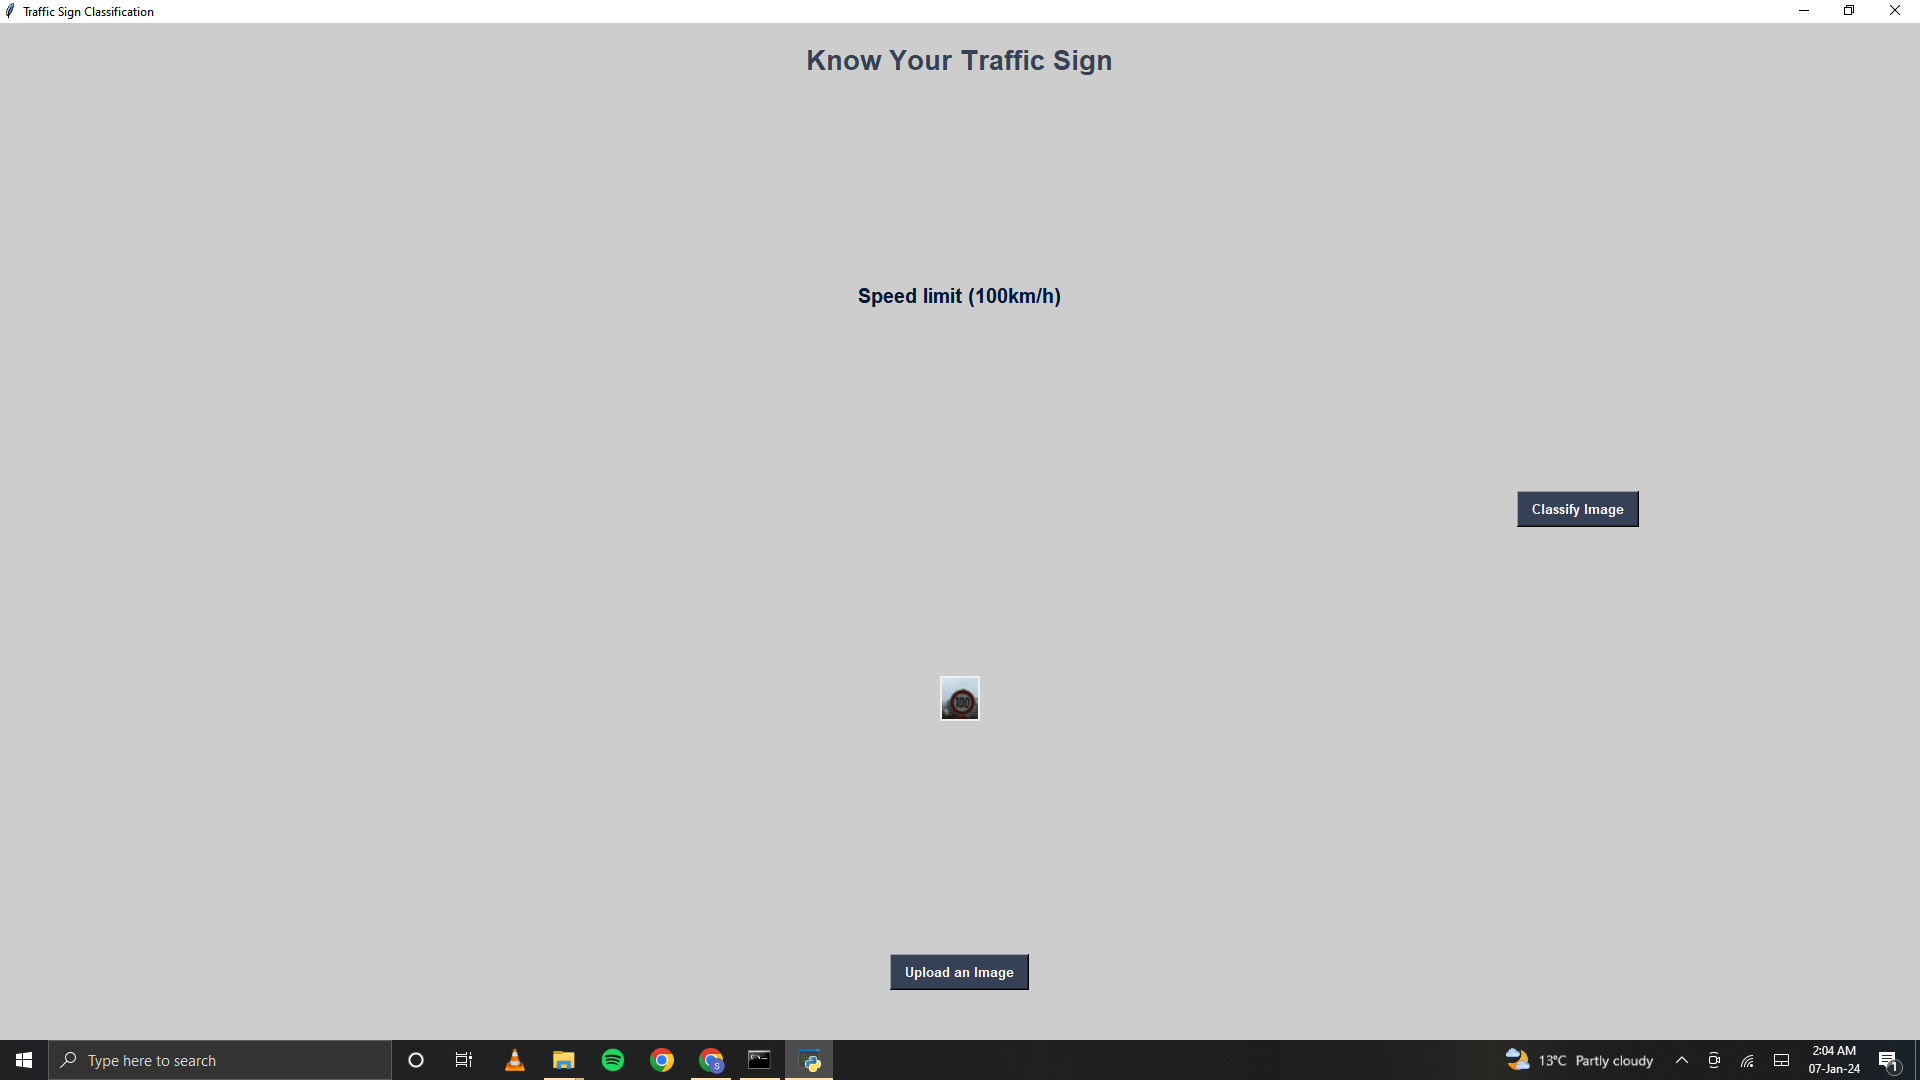 Traffic Sign Classification
Know Your Traffic Sign
Speed limit (100km/h)
Classify Image
100
Upload an Image
Type here to search
S
13°C Partly cloudy
2:04 AM
07-Jan-24
1